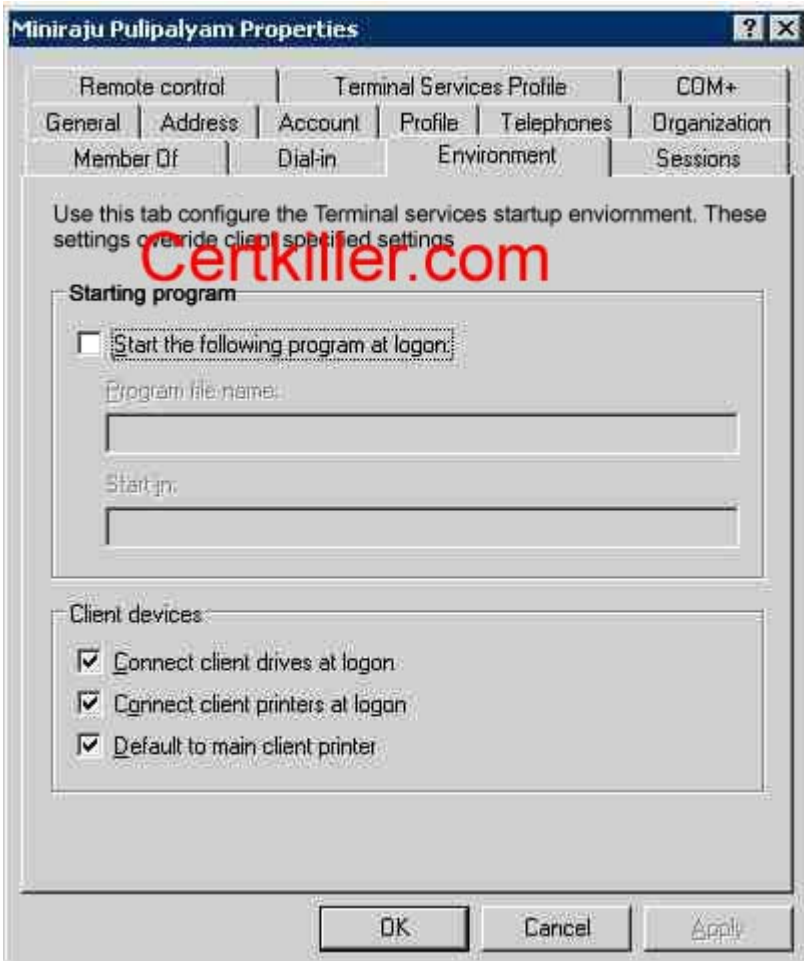 Miniraju Pulipalyam Properties
Remote control Terminal Services Profile COM+
General Address Account Profile Telephones Organization
Member Of Dial-in Environment Sessions
Use this tab configure the Terminal services startup enviornment. These
settings override client specified settings
Certkiller.com
Starting program
Start the following program at logon:
Program file name:
Start in:
Client devices
Connect client drives at logon
Connect client printers at logon
Default to main client printer
OK Cancel Apply